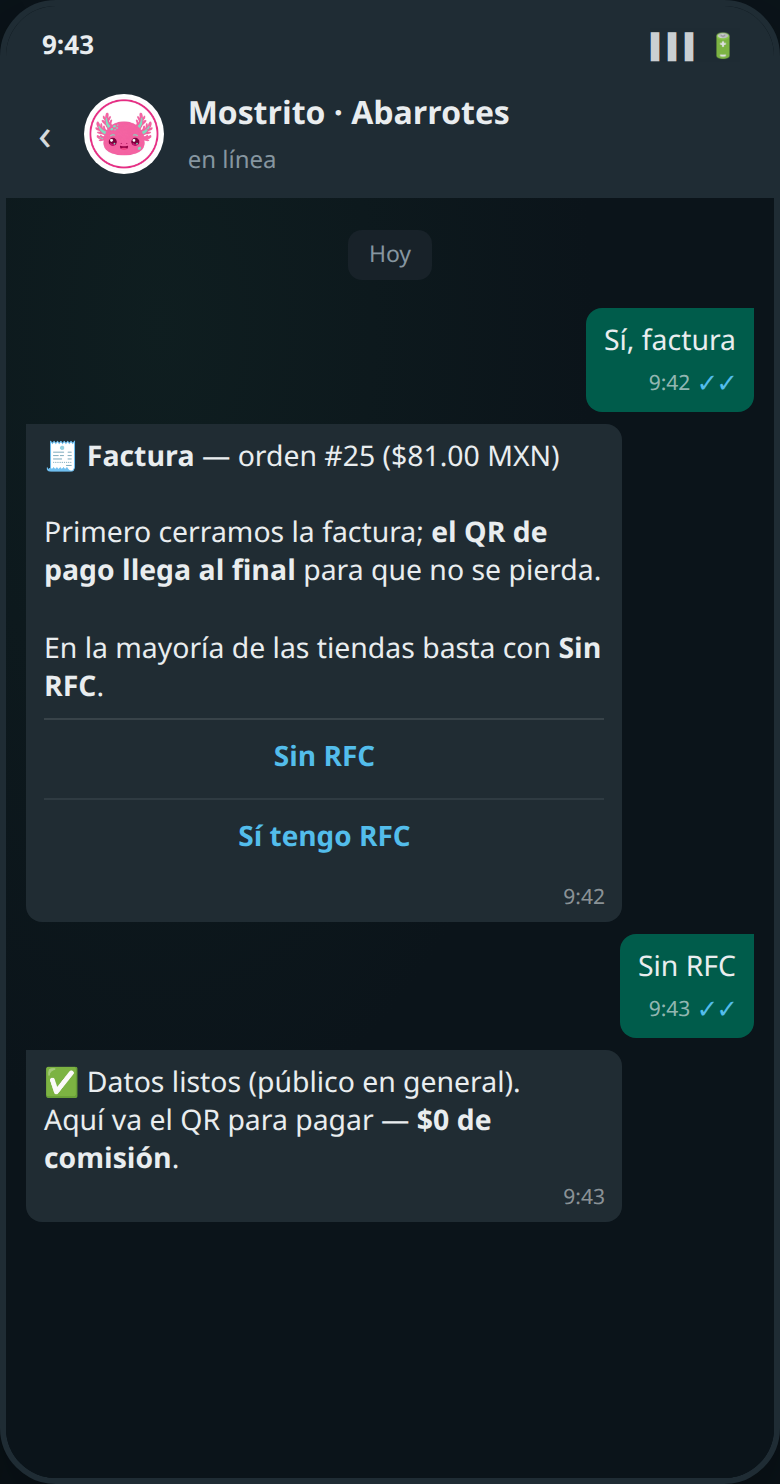 9:43
Mostrito · Abarrotes
en línea
Hoy
Sí, factura
9:42 ✓✓
🧾 Factura — orden #25 ($81.00 MXN)
Primero cerramos la factura; el QR de
pago llega al final para que no se pierda.
En la mayoría de las tiendas basta con Sin
RFC.
Sin RFC
Sí tengo RFC
9:42
Sin RFC
9:43 ✓✓
✅ Datos listos (público en general).
Aquí va el QR para pagar — $0 de
comisión.
9:43